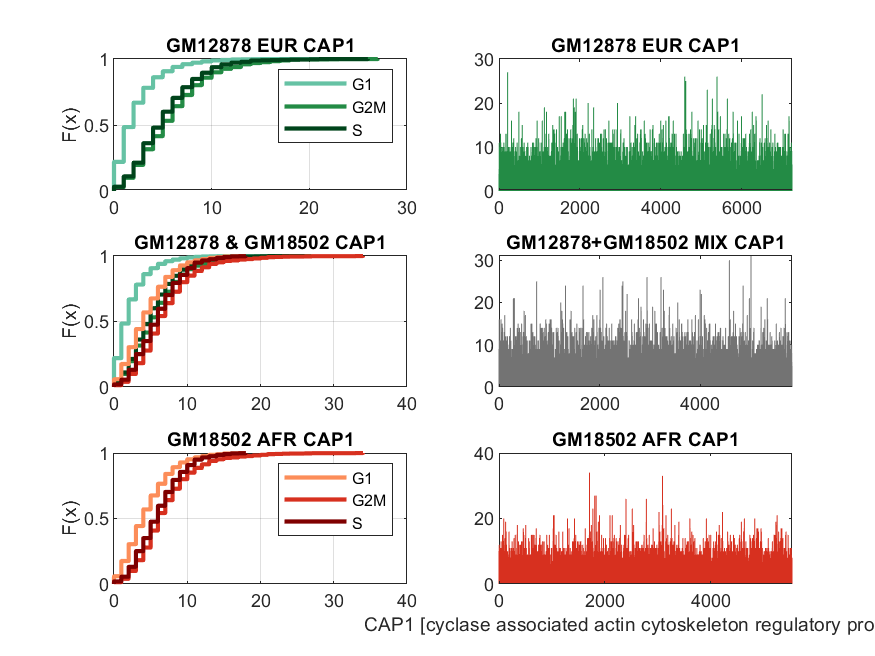 GM12878 EUR CAP1
F(x)
1
0.5
0
0 10 20 30
G1
G2M
S
GM12878 EUR CAP1
30
20
10
0
0 2000 4000 6000
GM12878 & GM18502 CAP1
F(x)
1
0.5
0
0 10 20 30 40
GM12878+GM18502 MIX CAP1
30
20
10
0
0 2000 4000
GM18502 AFR CAP1
F(x)
1
0.5
0
0 10 20 30 40
G1
G2M
S
GM18502 AFR CAP1
40
20
0
0 2000 4000
CAP1 [cyclase associated actin cytoskeleton regulatory pro